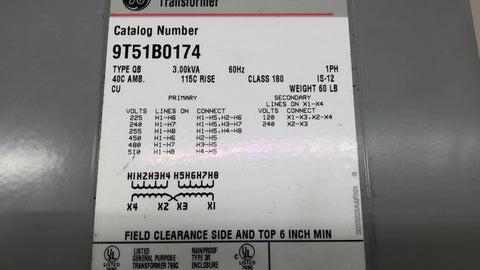 Transformer
Catalog Number
9T51B0174
TYPE QB 3.00kVA 60Hz 1PH
40C AMB. 115C RISE CLASS 180 IS-12
CU WEIGHT 60 LB
PRIMARY SECONDARY
LINES ON X1-X4
VOLTS LINES ON CONNECT VOLTS CONNECT
225 H1-H6 H1-H5,H2-H6 120 X1-X3,X2-X4
240 H1-H7 H1-H5,H3-H7 240 X2-X3
255 H1-H8 H1-H5,H4-H8
450 H1-H6 H2-H5
480 H1-H7 H3-H5
510 H1-H8 H4-H5
H1H2H3H4 H5H6H7H8
X4 X2 X3 X1
FIELD CLEARANCE SIDE AND TOP 6 INCH MIN
UL LISTED RAINPROOF UL
GENERAL PURPOSE TYPE 3R C
TRANSFORMER 769G ENCLOSURE LISTED